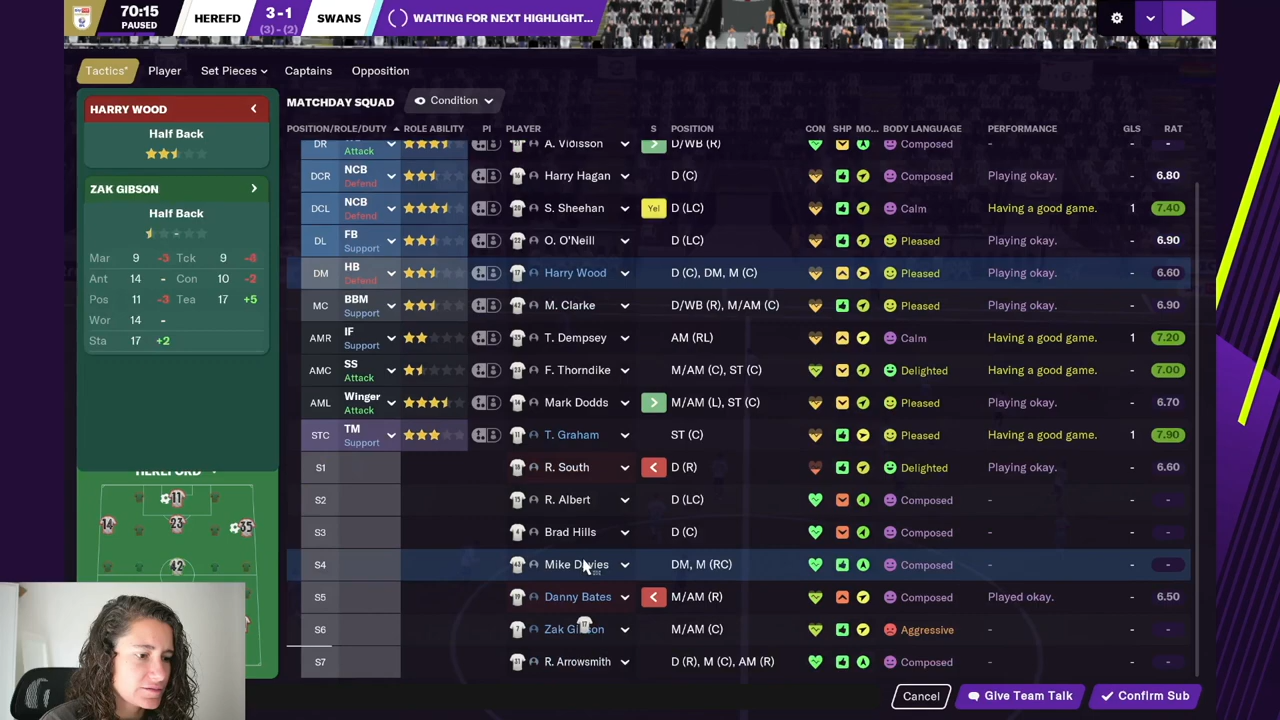 70:15
PAUSED
HEREFD
3-1
(3) - (2)
SWANS
WAITING FOR NEXT HIGHLIGHT...
Tactics*
Player
Set Pieces
Captains
Opposition
HARRY WOOD
Half Back
ZAK GIBSON
Half Back
Mar 9 -3 Tck 9 -8
Ant 14 - Con 10 -2
Pos 11 -3 Tea 17 +5
Wor 14 -
Sta 17 +2
HEREFORD
11
14 23 35
42
MATCHDAY SQUAD
Condition
POSITION/ROLE/DUTY ROLE ABILITY PI PLAYER S POSITION CON SHP MO... BODY LANGUAGE PERFORMANCE GLS RAT
DR Attack A. Vidisson D/WB (R) Composed - - -
DCR NCB Defend Harry Hagan D (C) Composed Playing okay. - 6.80
DCL NCB Defend S. Sheehan Yel D (LC) Calm Having a good game. 1 7.40
DL FB Support O. O'Neill D (LC) Pleased Playing okay. - 6.90
DM HB Defend Harry Wood D (C), DM, M (C) Pleased Playing okay. - 6.60
MC BBM Support M. Clarke D/WB (R), M/AM (C) Pleased Playing okay. - 6.90
AMR IF Support T. Dempsey AM (RL) Calm Having a good game. 1 7.20
AMC SS Attack F. Thorndike M/AM (C), ST (C) Delighted Having a good game. - 7.00
AML Winger Attack Mark Dodds M/AM (L), ST (C) Pleased Playing okay. - 6.70
STC TM Support T. Graham ST (C) Pleased Having a good game. 1 7.90
S1 R. South D (R) Delighted Playing okay. - 6.60
S2 R. Albert D (LC) Composed - - -
S3 Brad Hills D (C) Composed - - -
S4 Mike Davies DM, M (RC) Composed - - -
S5 Danny Bates M/AM (R) Composed Played okay. - 6.50
S6 Zak M/AM (C) Aggressive - - -
S7 R. Arrowsmith D (R), M (C), AM (R) Composed - - -
Cancel
Give Team Talk
Confirm Sub